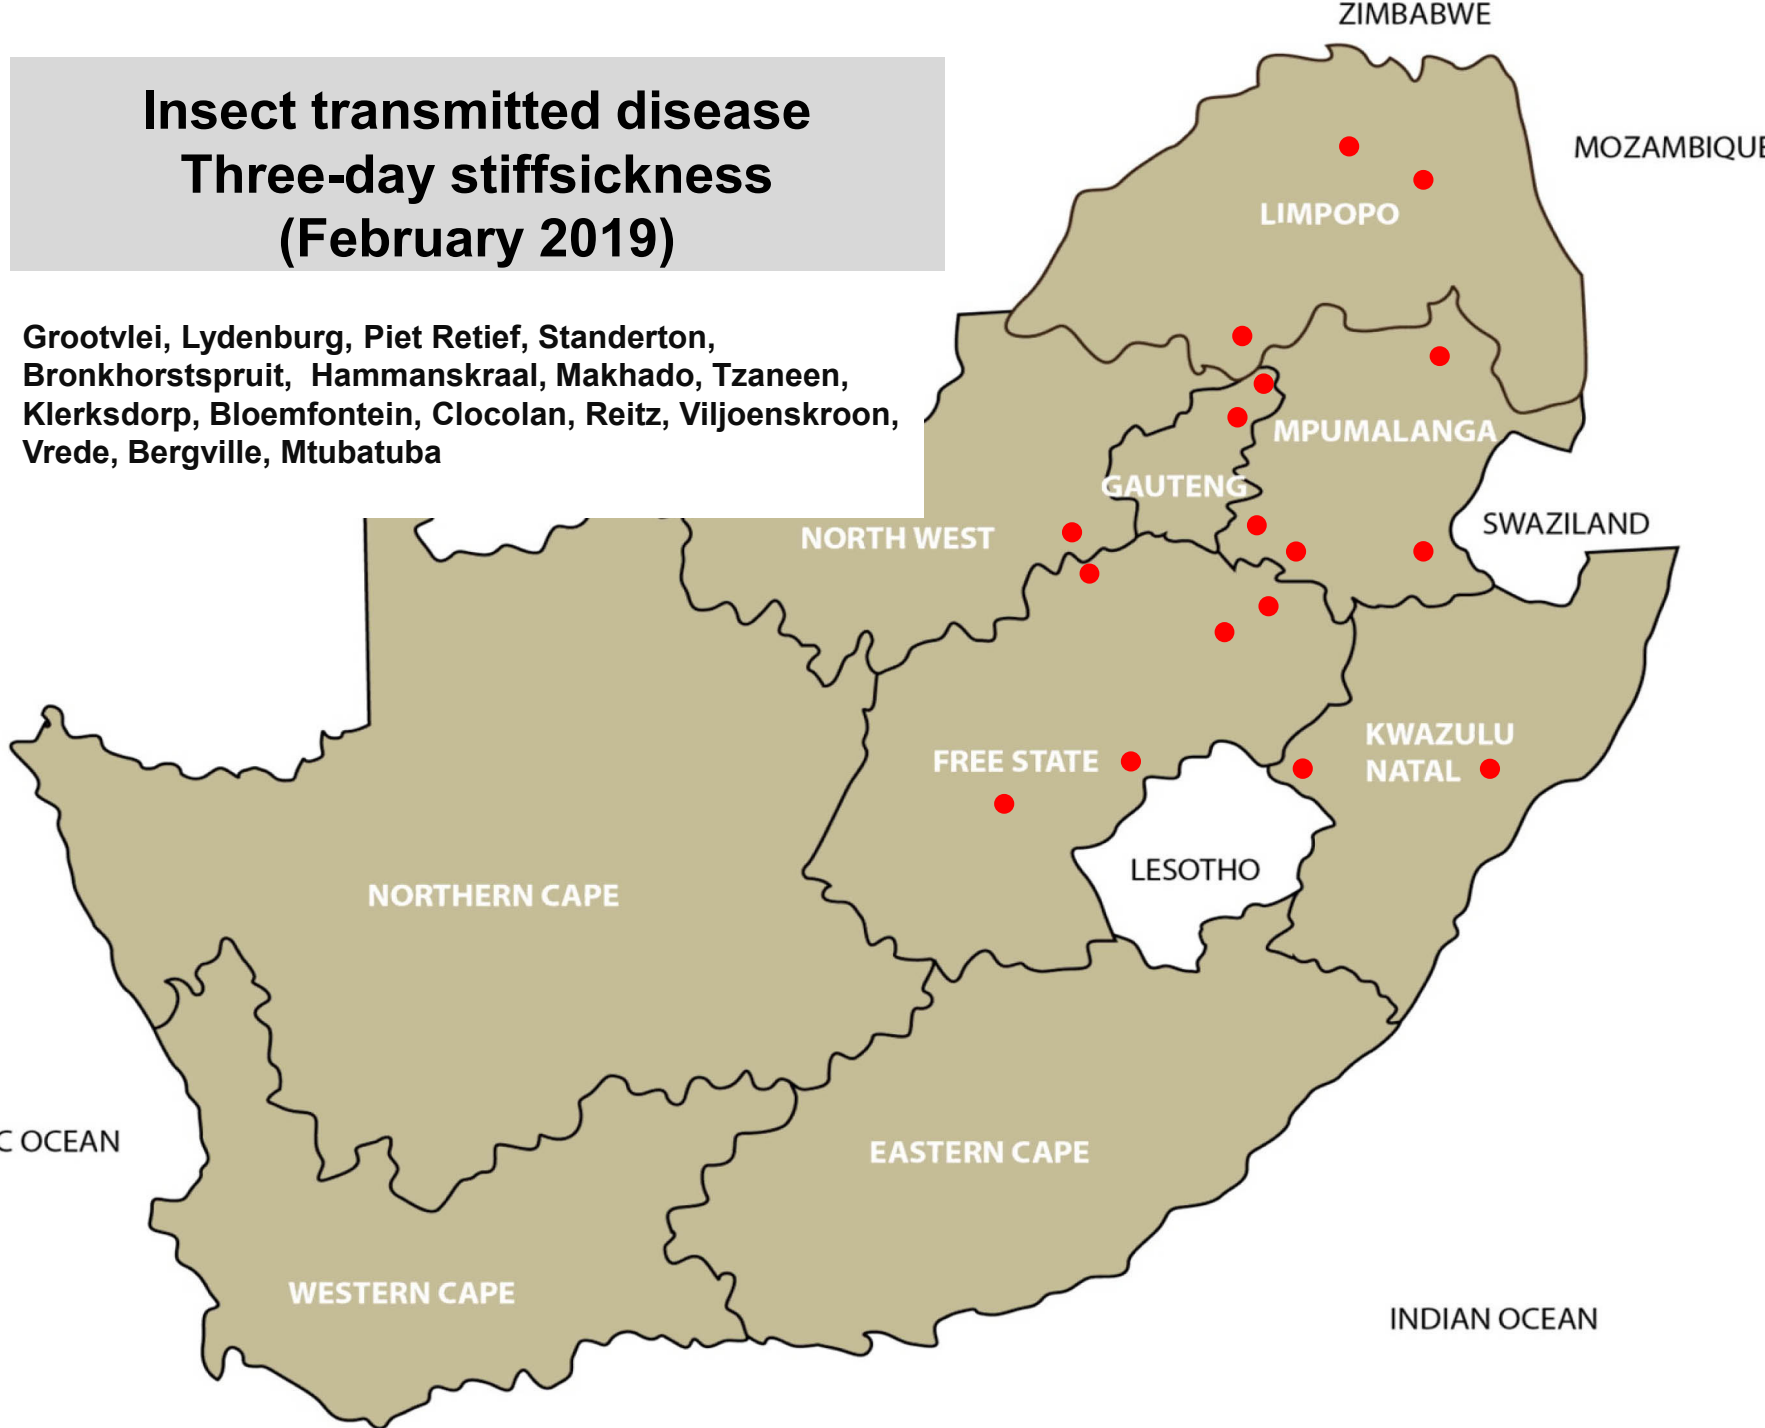 ZIMBABWE
Insect transmitted disease
Three-day stiffsickness
(February 2019)
MOZAMBIQUE
LIMPOPO
Grootvlei, Lydenburg, Piet Retief, Standerton,
Bronkhorstspruit, Hammanskraal, Makhado, Tzaneen,
Klerksdorp, Bloemfontein, Clocolan, Reitz, Viljoenskroon,
Vrede, Bergville, Mtubatuba
MPUMALANGA
GAUTENG
SWAZILAND
NORTH WEST
KWAZULU
NATAL
FREE STATE
LESOTHO
NORTHERN CAPE
C OCEAN
EASTERN CAPE
WESTERN CAPE
INDIAN OCEAN